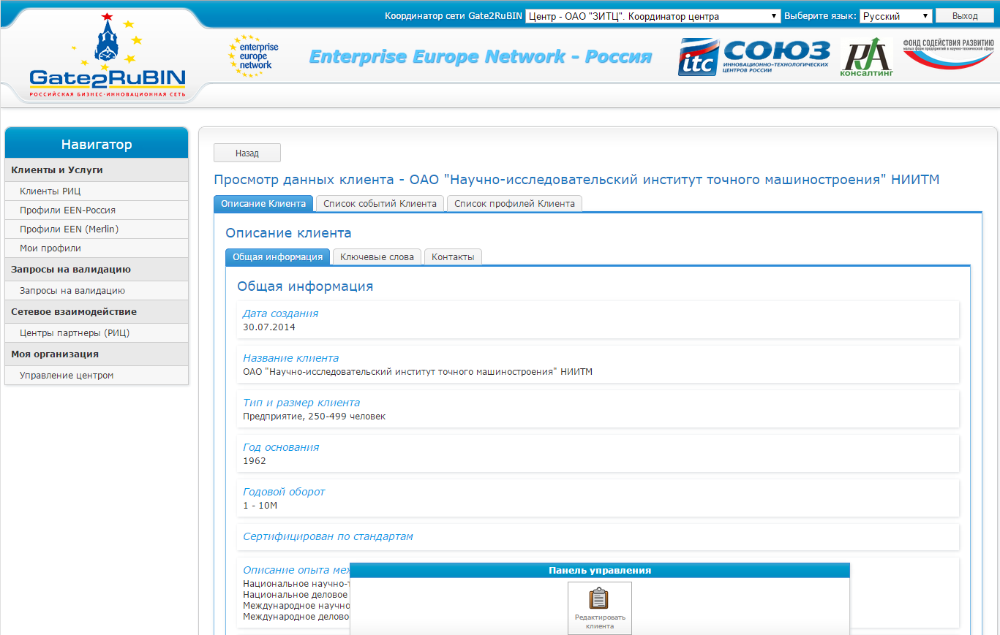 Координатор сети Gate2RuBIN Центр - ОАО "ЗИТЦ". Координатор центра Выберите язык: Русский Выход
Gate2RuBIN
РОССИЙСКАЯ БИЗНЕС-ИННОВАЦИОННАЯ СЕТЬ
enterprise
europe
network
Enterprise Europe Network - Россия
itc
СОЮЗ
ИННОВАЦИОННО-ТЕХНОЛОГИЧЕСКИХ
ЦЕНТРОВ РОССИИ
РА
КОНСАЛТИНГ
ФОНД СОДЕЙСТВИЯ РАЗВИТИЮ
малых форм предприятий в научно-технической сфере
Навигатор
Клиенты и Услуги
Клиенты РИЦ
Профили EEN-Россия
Профили EEN (Merlin)
Мои профили
Запросы на валидацию
Запросы на валидацию
Сетевое взаимодействие
Центры партнеры (РИЦ)
Моя организация
Управление центром
Назад
Просмотр данных клиента - ОАО "Научно-исследовательский институт точного машиностроения" НИИТМ
Описание Клиента Список событий Клиента Список профилей Клиента
Описание клиента
Общая информация Ключевые слова Контакты
Общая информация
Дата создания
30.07.2014
Название клиента
ОАО "Научно-исследовательский институт точного машиностроения" НИИТМ
Тип и размер клиента
Предприятие, 250-499 человек
Год основания
1962
Годовой оборот
1 - 10M
Сертифицирован по стандартам
Описание опыта меж
Национальное научно-т
Национальное деловое
Международное научно
Международное делово
Панель управления
Редактировать
клиента